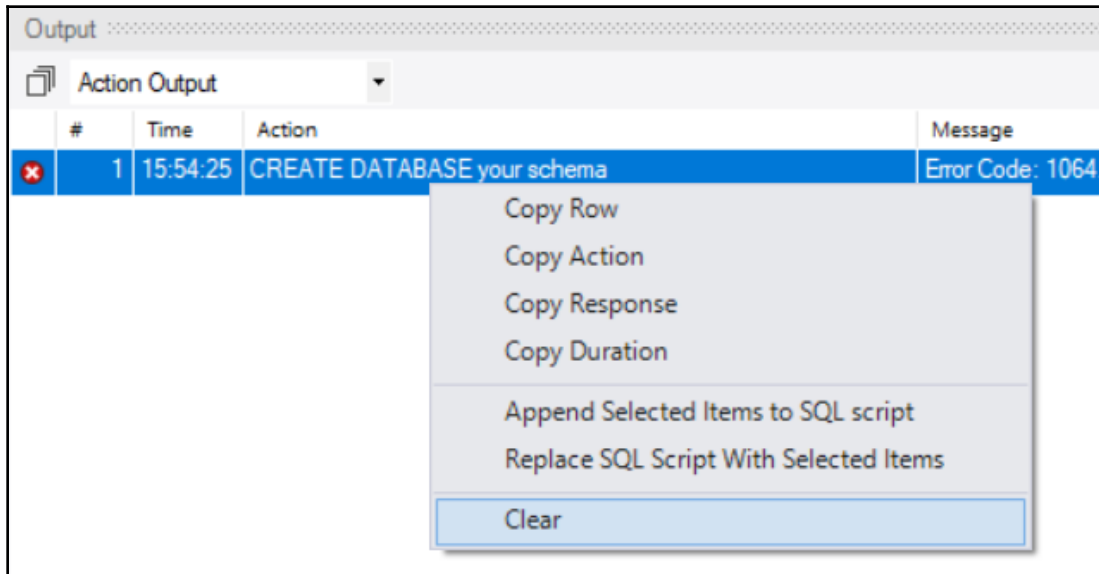 Output
Action Output
# Time Action Message
1 15:54:25 CREATE DATABASE your schema Error Code: 1064
Copy Row
Copy Action
Copy Response
Copy Duration
Append Selected Items to SQL script
Replace SQL Script With Selected Items
Clear